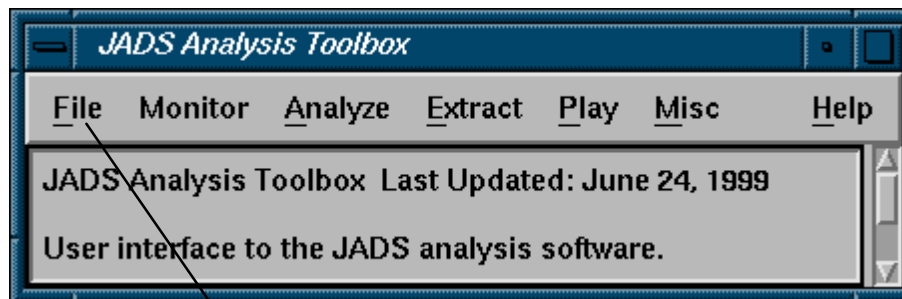 JADS Analysis Toolbox
File Monitor Analyze Extract Play Misc Help
JADS Analysis Toolbox Last Updated: June 24, 1999
User interface to the JADS analysis software.